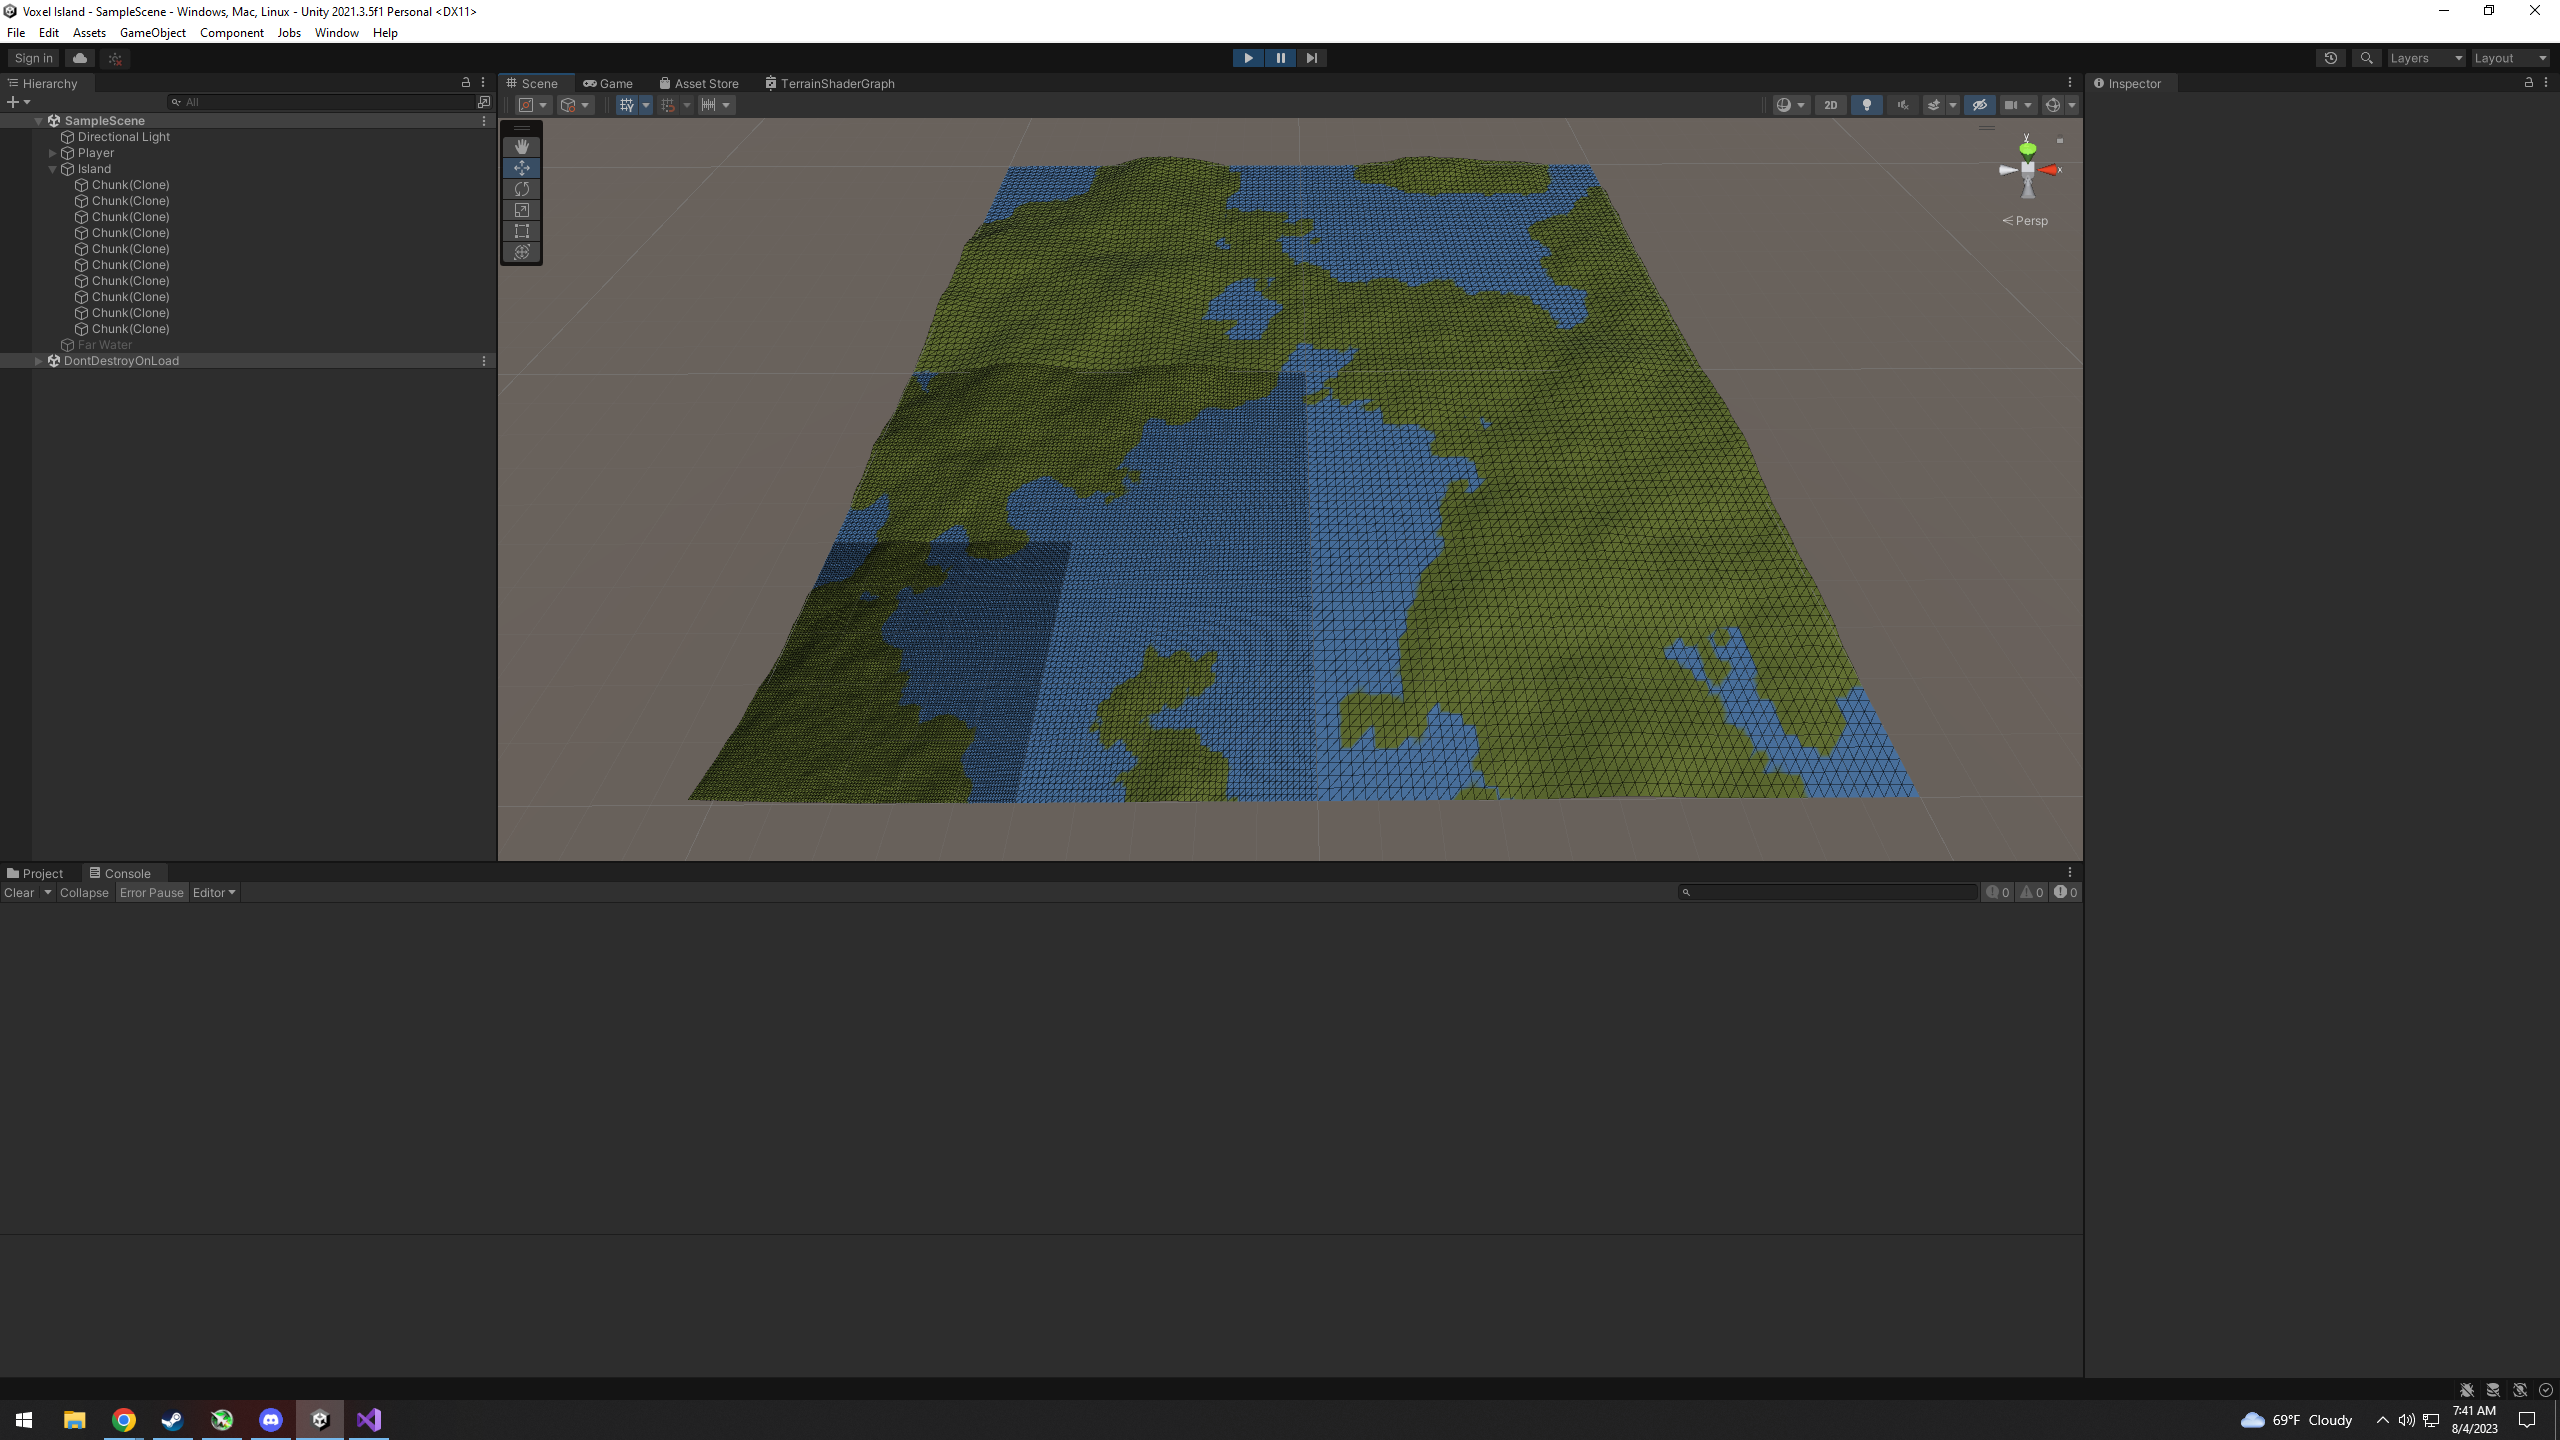 Voxel Island - SampleScene - Windows, Mac, Linux - Unity 2021.3.5f1 Personal <DX11>
File Edit Assets GameObject Component Jobs Window Help
Sign in
Layers
Layout
Hierarchy
Scene
Game
Asset Store
TerrainShaderGraph
Inspector
All
2D
SampleScene
Directional Light
Player
Island
Chunk(Clone)
Chunk(Clone)
Chunk(Clone)
Chunk(Clone)
Chunk(Clone)
Chunk(Clone)
Chunk(Clone)
Chunk(Clone)
Chunk(Clone)
Chunk(Clone)
Far Water
DontDestroyOnLoad
y
x
Persp
Project
Console
Clear
Collapse
Error Pause
Editor
0
0
0
69°F Cloudy
7:41 AM
8/4/2023